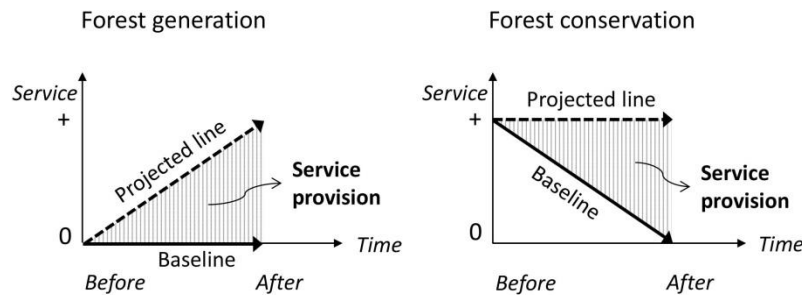 Forest generation
Service
+
Projected line
Service
provision
0
Baseline
Time
Before
After
Forest conservation
Service
+
Projected line
Baseline
Service
provision
0
Time
Before
After